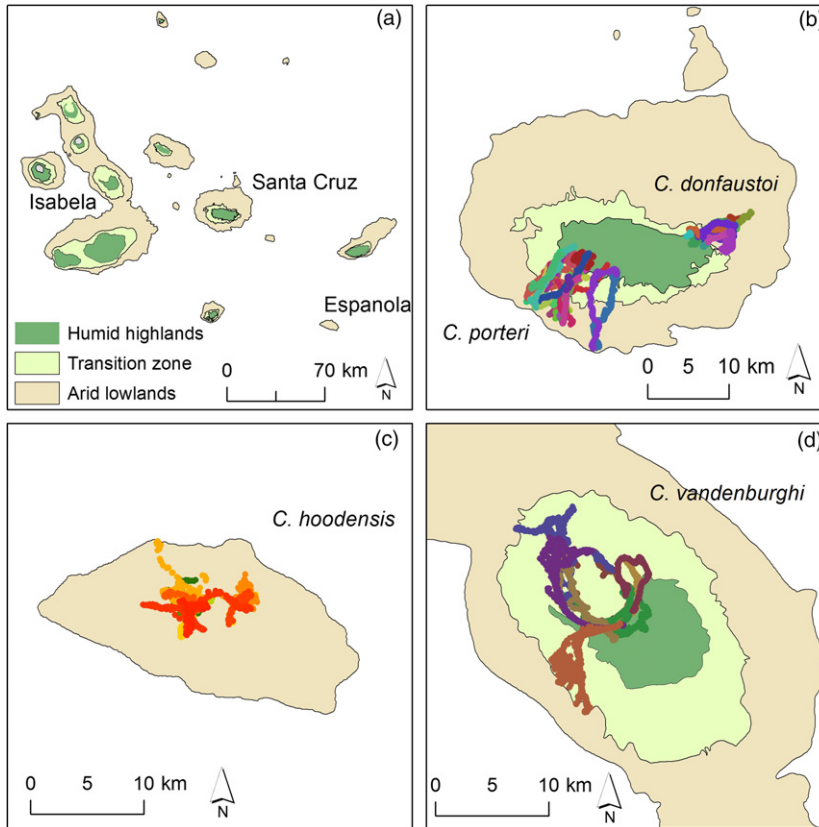 (a)
Santa Cruz
Isabela
Espanola
Humid highlands
Transition zone
Arid lowlands
0 70 km
N
(b)
C. donfaustoi
C. porteri
0 5 10 km
N
(c)
C. hoodensis
0 5 10 km
N
(d)
C. vandenburghi
0 5 10 km
N